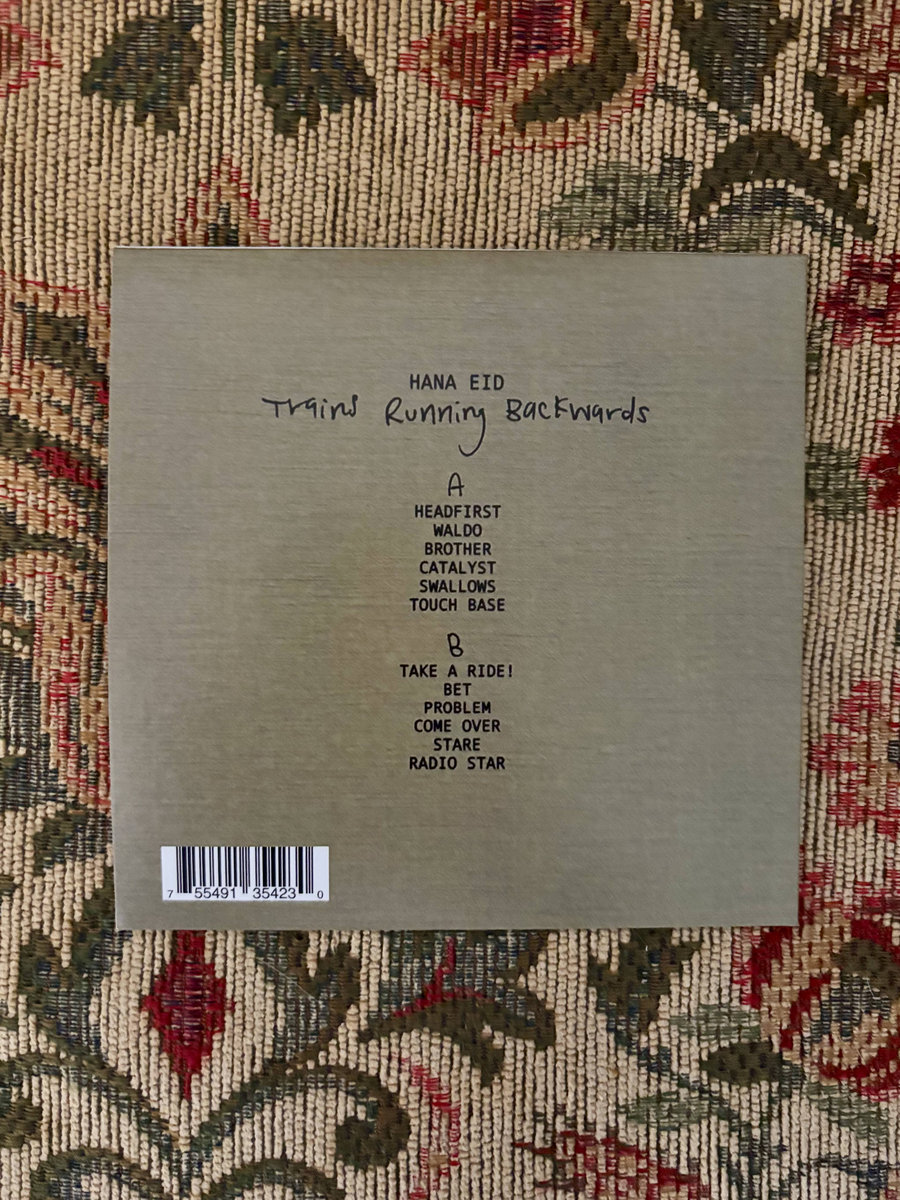 HANA EID
Trains Running Backwards
A
HEADFIRST
WALDO
BROTHER
CATALYST
SWALLOWS
TOUCH BASE
B
TAKE A RIDE!
BET
PROBLEM
COME OVER
STARE
RADIO STAR
7 55491 35423 0